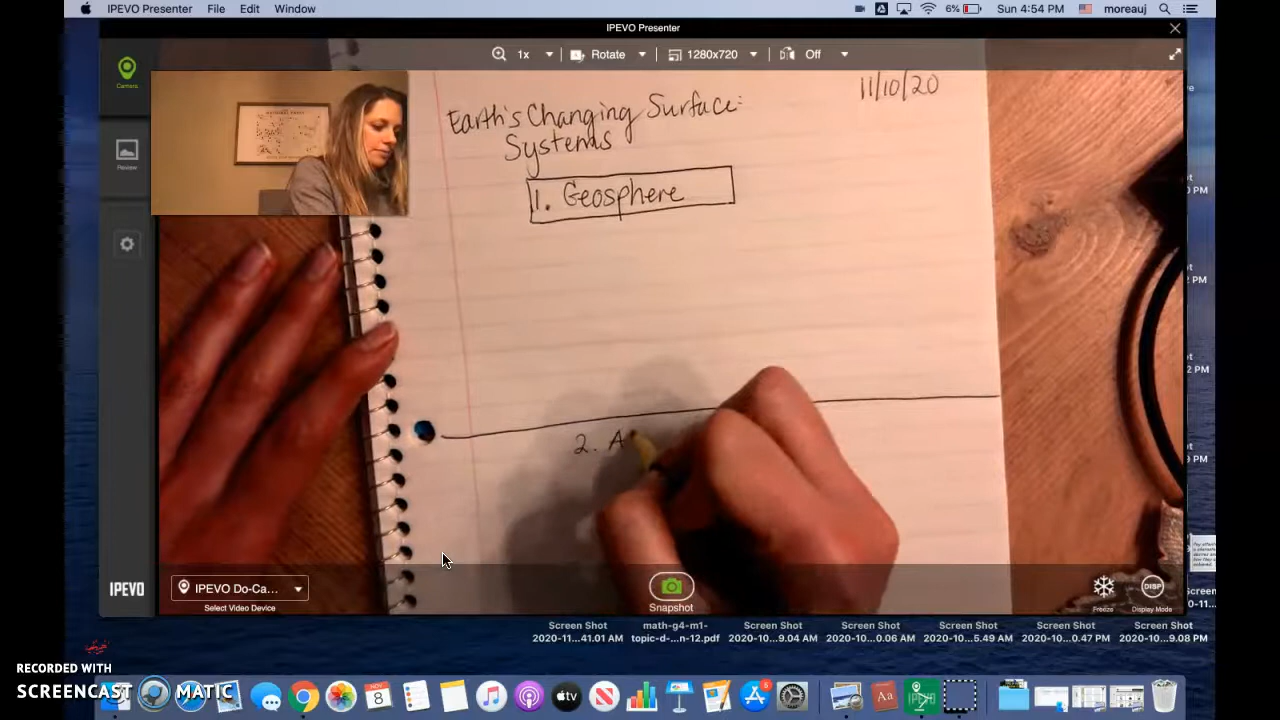 IPEVO Presenter File Edit Window 6% Sun 4:54 PM moreauj
IPEVO Presenter
1x Rotate 1280x720 Off
Camera
Review
11/10/20
Earth's Changing Surface:
Systems
1. Geosphere
2. A
IPEVO
IPEVO Do-Ca...
Select Video Device
Snapshot
Freeze
DISP
Display Mode
Screen Shot
2020-11...41.01 AM
math-g4-m1-
topic-d-...n-12.pdf
Screen Shot
2020-10...9.04 AM
Screen Shot
2020-10...0.06 AM
Screen Shot
2020-10...5.49 AM
Screen Shot
2020-10...0.47 PM
Screen Shot
2020-10...9.08 PM
RECORDED WITH
SCREENCAST MATIC
NOV
8